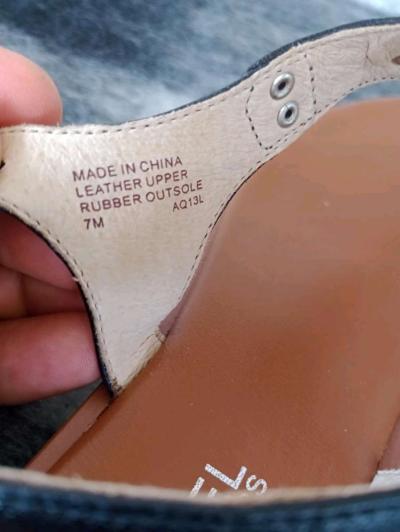 MADE IN CHINA
LEATHER UPPER
RUBBER OUTSOLE
7M AQ13L